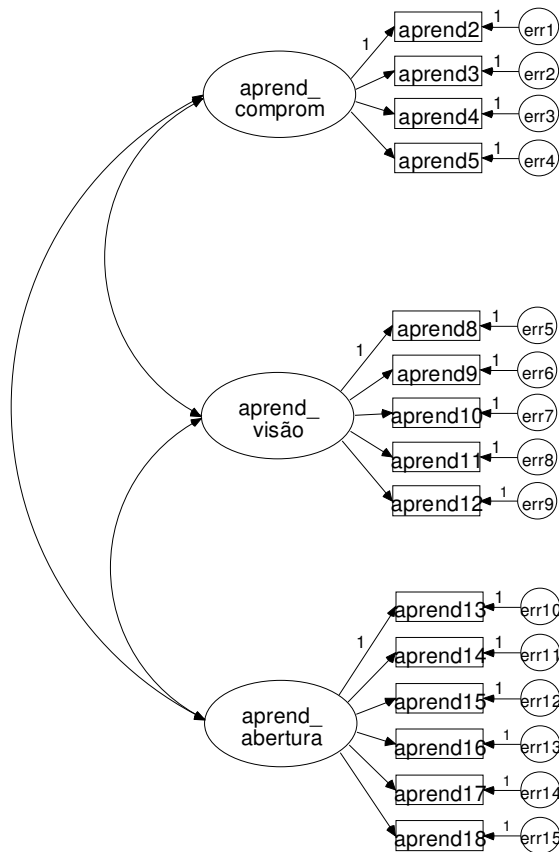 1
aprend2
1
err1
aprend_
comprom
aprend3
1
err2
aprend4
1
err3
aprend5
1
err4
1
aprend8
1
err5
aprend_
visão
aprend9
1
err6
aprend10
1
err7
aprend11
1
err8
aprend12
1
err9
1
aprend13
1
err10
aprend_
abertura
aprend14
1
err11
aprend15
1
err12
aprend16
1
err13
aprend17
1
err14
aprend18
1
err15